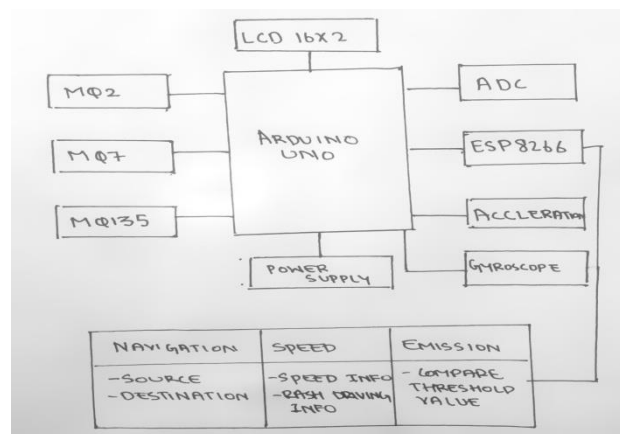 LCD 16X2
MQ2
ADC
ARDUINO
UNO
MQ7
ESP8266
MQ135
ACCLERATION
POWER
SUPPLY
GYROSCOPE
NAVIGATION
SPEED
EMISSION
-SOURCE
-DESTINATION
-SPEED INFO
-RASH DRIVING
INFO
- COMPARE
THRESHOLD
VALUE